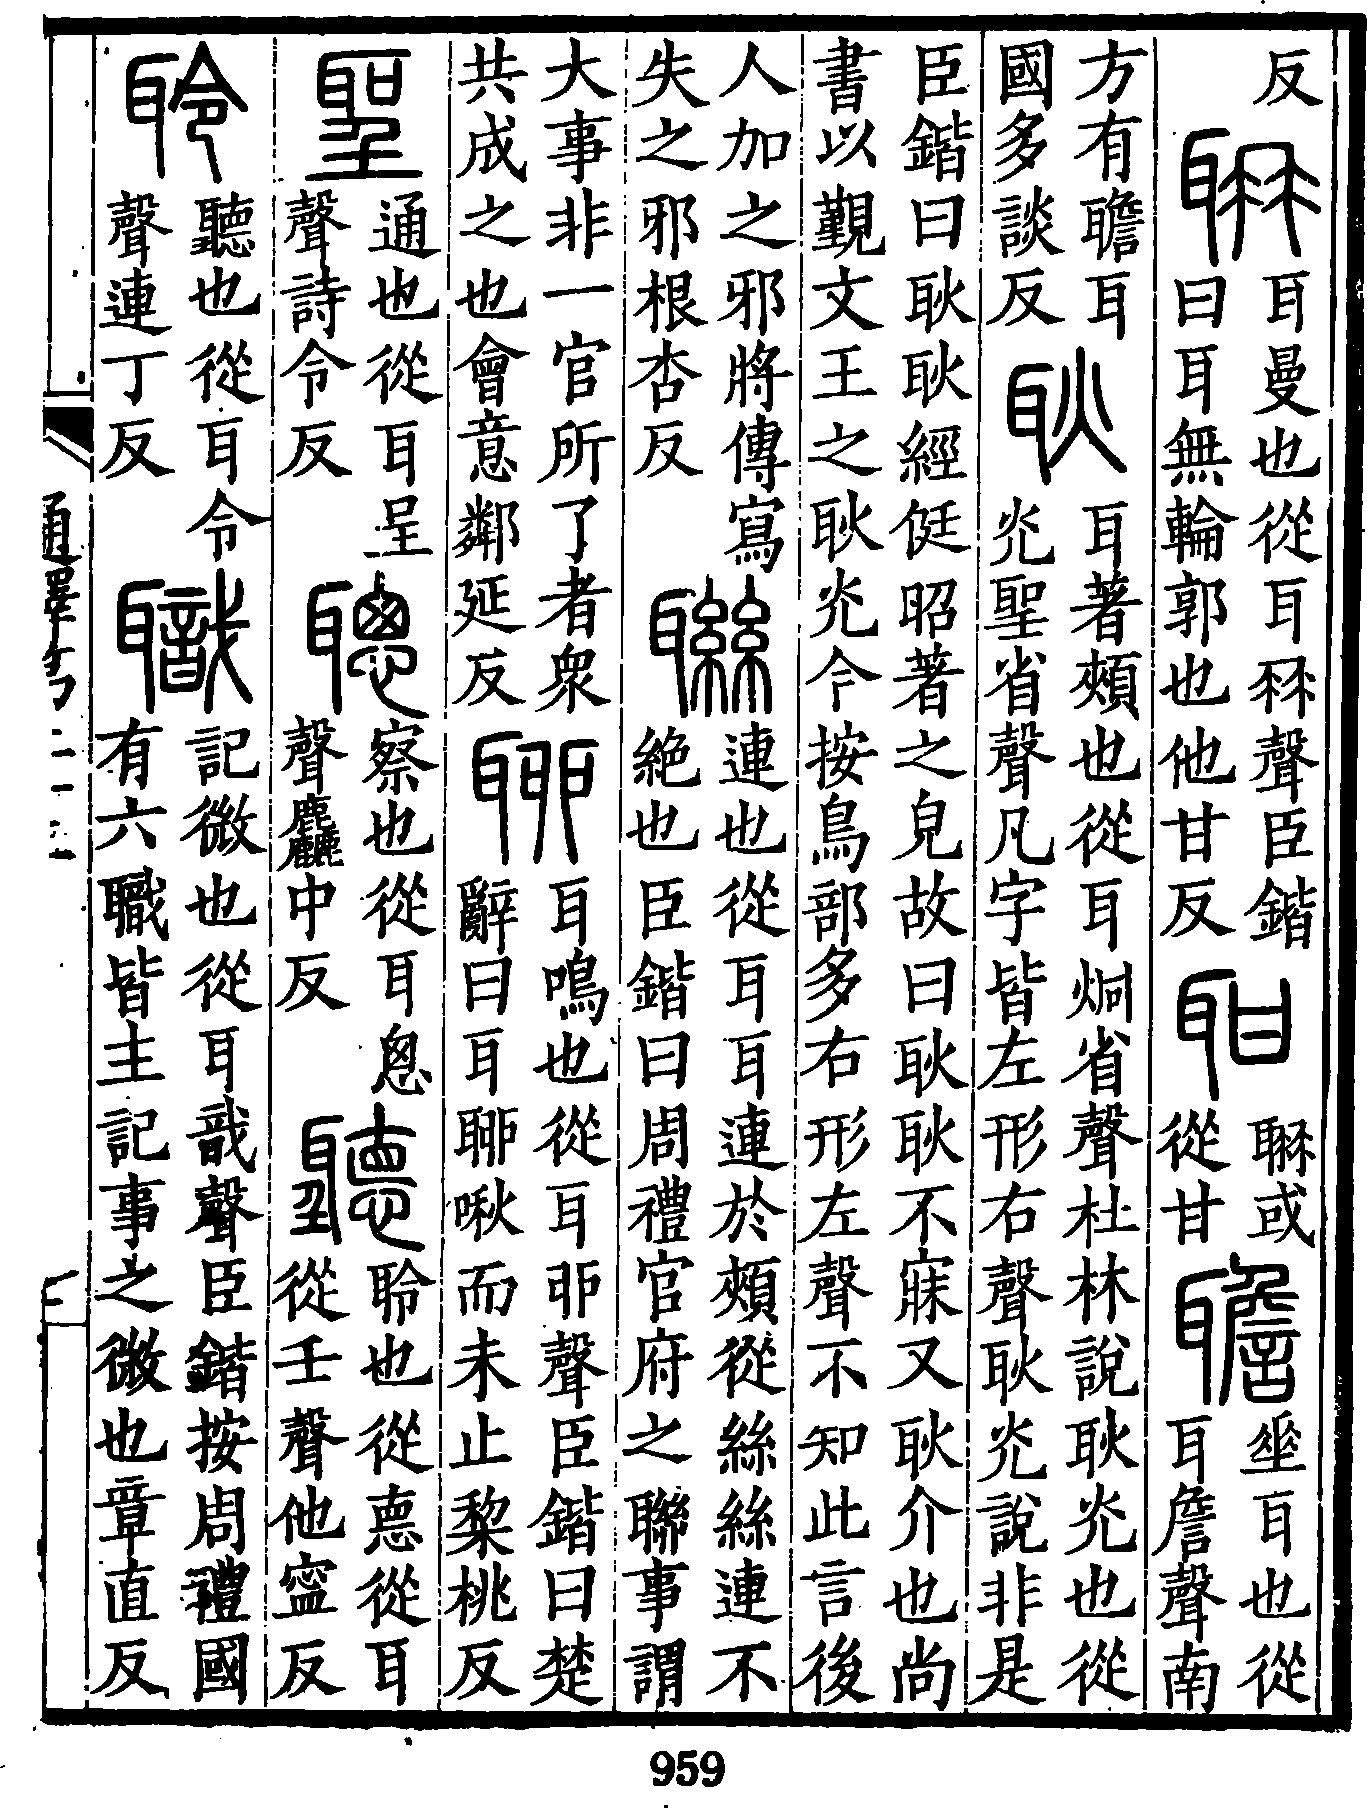 反
𦕈
耳曼也從耳冞聲臣鍇
曰耳無輪郭也他甘反
𦔵
𦕈或
從甘
瞻
𡋲耳也從
耳詹聲南
方有瞻耳
國多談反
耿
耳著頰也從耳烱省聲杜林說耿光也從
光聖省聲凡字皆左形右聲耿光說非是
臣鍇曰耿耿經侹昭著之皃故曰耿耿不寐又耿介也尚
書以覲文王之耿光今按鳥部多右形左聲不知此言後
人加之邪將傳寫
失之邪根杏反
聯
連也從耳耳連於頰從絲絲連不
絶也臣鍇曰周禮官府之聯事謂
大事非一官所了者衆
共成之也會意鄰延反
聊
耳鳴也從耳丣聲臣鍇曰楚
辭曰耳聊啾而未止棃桃反
聖
通也從耳呈
聲詩令反
聰
察也從耳悤
聲麤中反
聽
聆也從悳從耳
從壬聲他寍反
聆
聽也從耳令
聲連丁反
職
記微也從耳戠聲臣鍇按周禮國
有六職皆主記事之微也章直反
通釋弟二十三
三
959